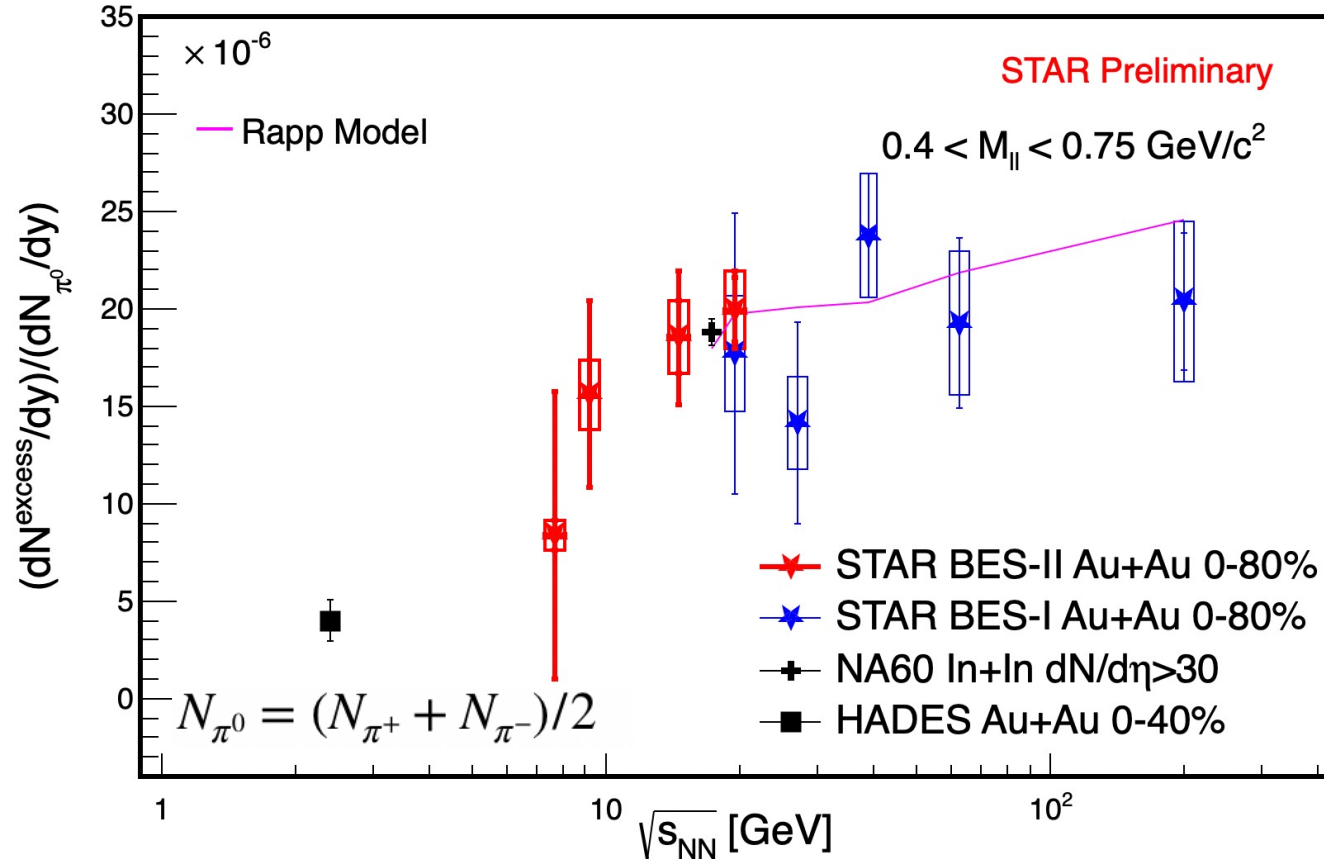 35
× 10⁻⁶
STAR Preliminary
30
Rapp Model
0.4 < M_ll < 0.75 GeV/c²
25
20
15
10
5
0
(dN^excess/dy)/(dN_π⁰/dy)
STAR BES-II Au+Au 0-80%
STAR BES-I Au+Au 0-80%
NA60 In+In dN/dη>30
HADES Au+Au 0-40%
N_π⁰ = (N_π⁺ + N_π⁻)/2
1
10
10²
√s_NN [GeV]